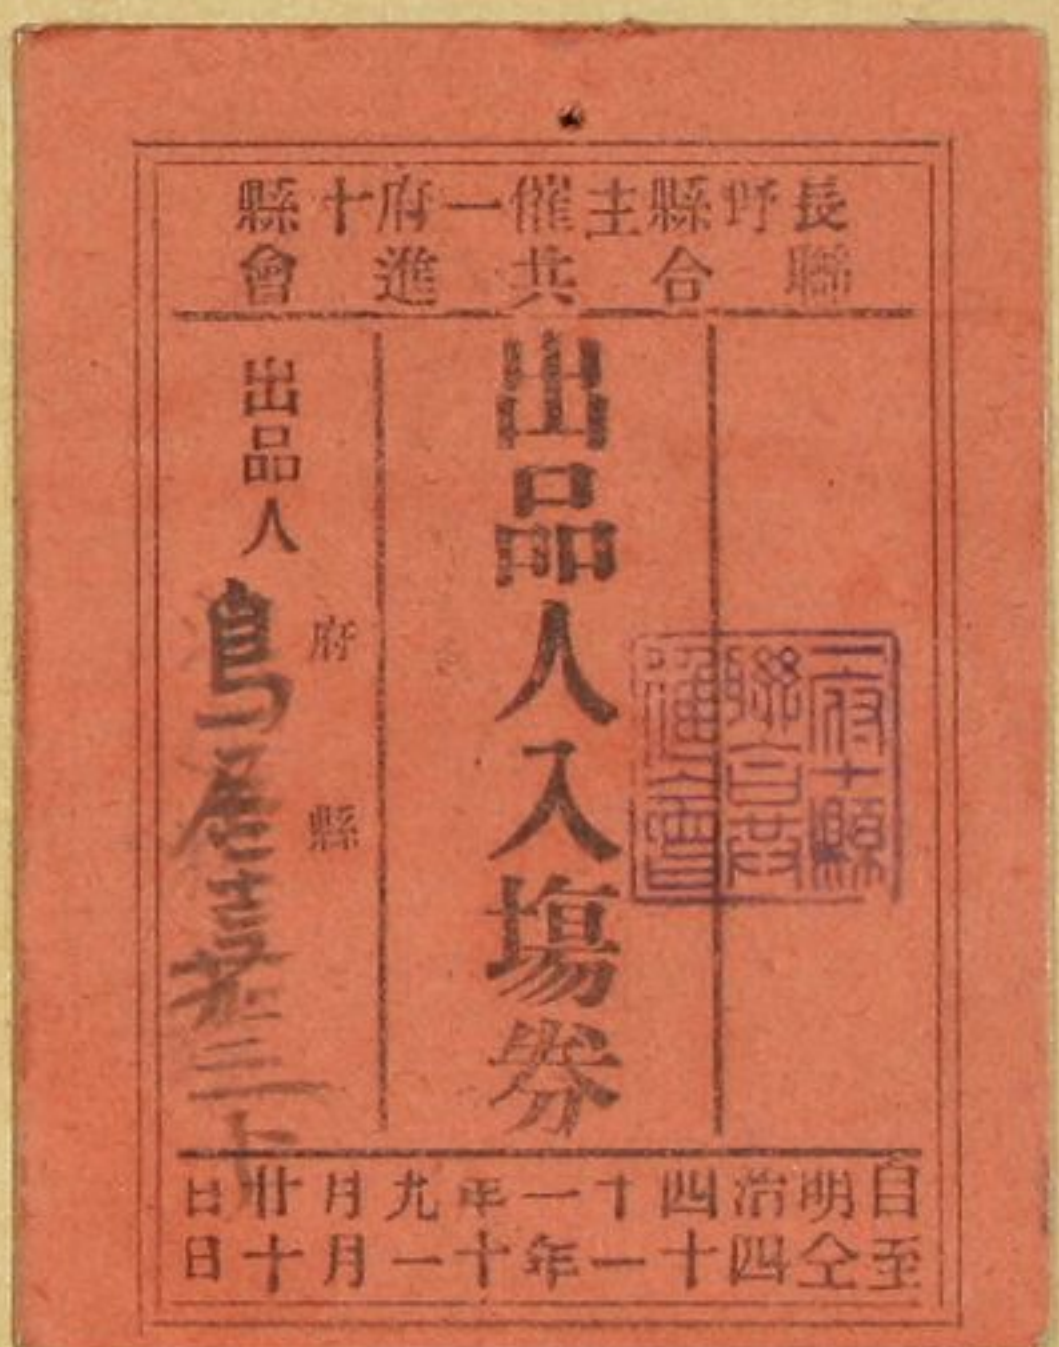 長野縣主催一府十縣
聯合共進會
一府十縣
聯合共
進會
出品人入塲劵
府縣
出品人 鳥居
自明治四十一年九月廿日
至仝四十一年十一月十日